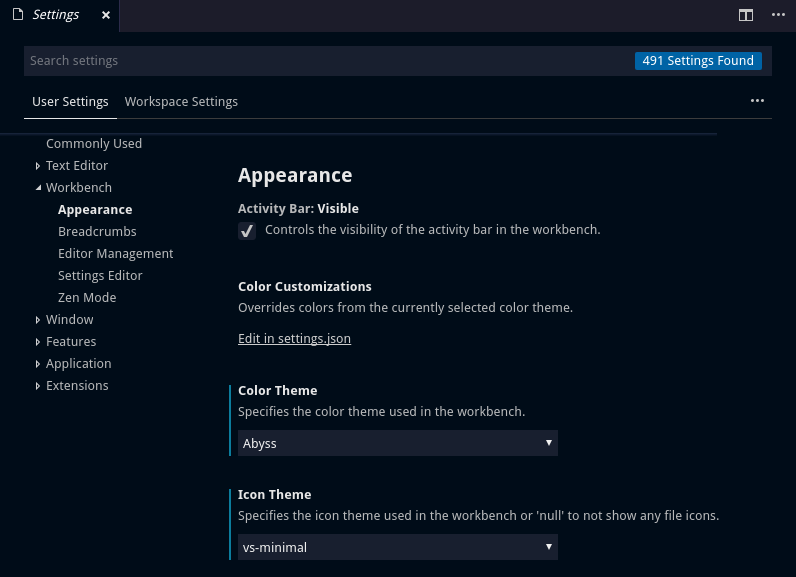 Settings
Search settings
491 Settings Found
User Settings
Workspace Settings
Commonly Used
Text Editor
Workbench
Appearance
Breadcrumbs
Editor Management
Settings Editor
Zen Mode
Window
Features
Application
Extensions
Appearance
Activity Bar: Visible
Controls the visibility of the activity bar in the workbench.
Color Customizations
Overrides colors from the currently selected color theme.
Edit in settings.json
Color Theme
Specifies the color theme used in the workbench.
Abyss
Icon Theme
Specifies the icon theme used in the workbench or 'null' to not show any file icons.
vs-minimal